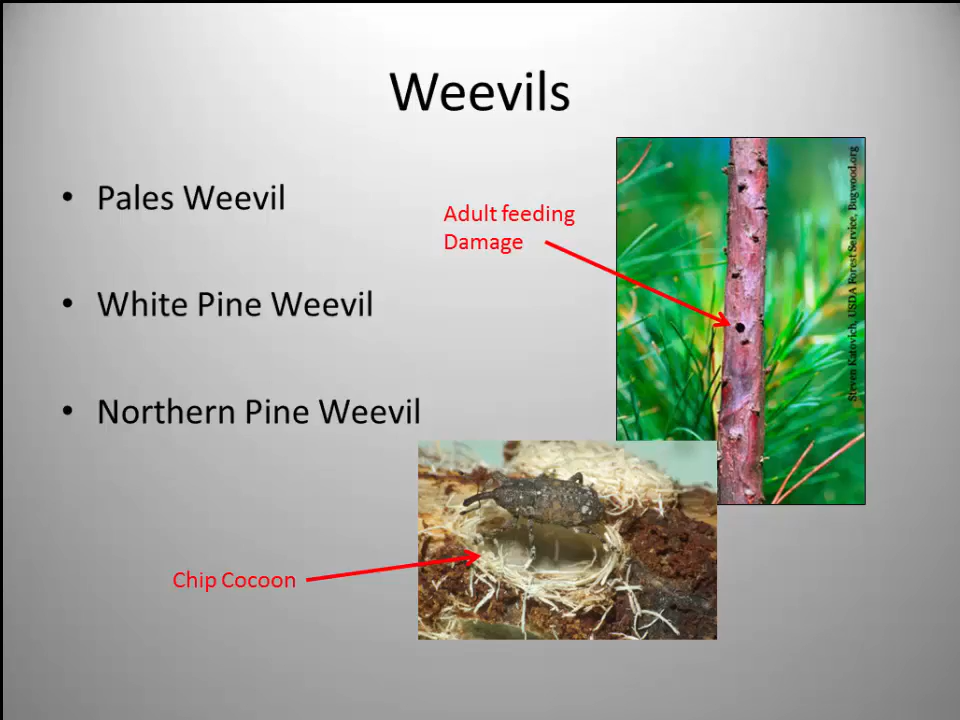 Weevils
• Pales Weevil
• White Pine Weevil
• Northern Pine Weevil
Adult feeding
Damage
Chip Cocoon
Steven Katovich, USDA Forest Service, Bugwood.org